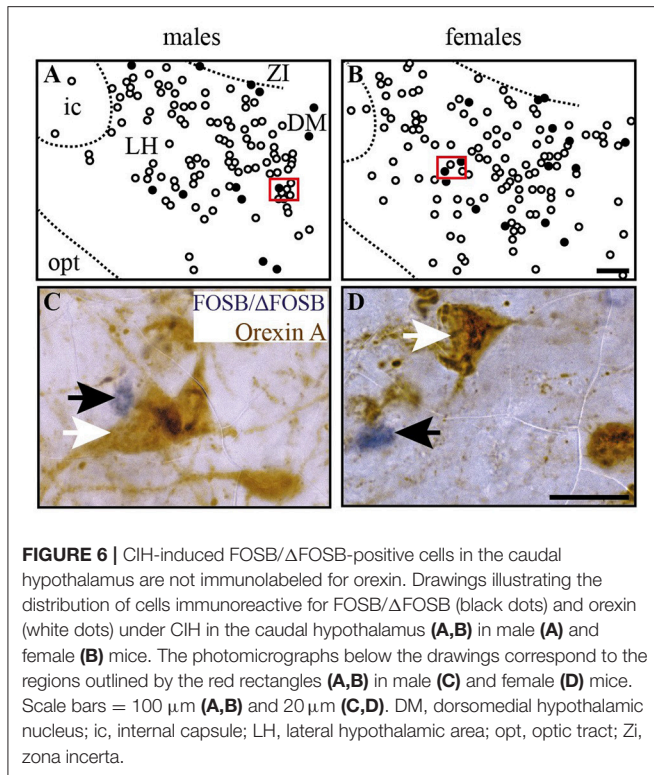 males females
A ZI B
ic DM
LH
opt
C FOSB/ΔFOSB D
Orexin A
FIGURE 6 | CIH-induced FOSB/ΔFOSB-positive cells in the caudal
hypothalamus are not immunolabeled for orexin. Drawings illustrating the
distribution of cells immunoreactive for FOSB/ΔFOSB (black dots) and orexin
(white dots) under CIH in the caudal hypothalamus (A,B) in male (A) and
female (B) mice. The photomicrographs below the drawings correspond to the
regions outlined by the red rectangles (A,B) in male (C) and female (D) mice.
Scale bars = 100 μm (A,B) and 20 μm (C,D). DM, dorsomedial hypothalamic
nucleus; ic, internal capsule; LH, lateral hypothalamic area; opt, optic tract; Zi,
zona incerta.